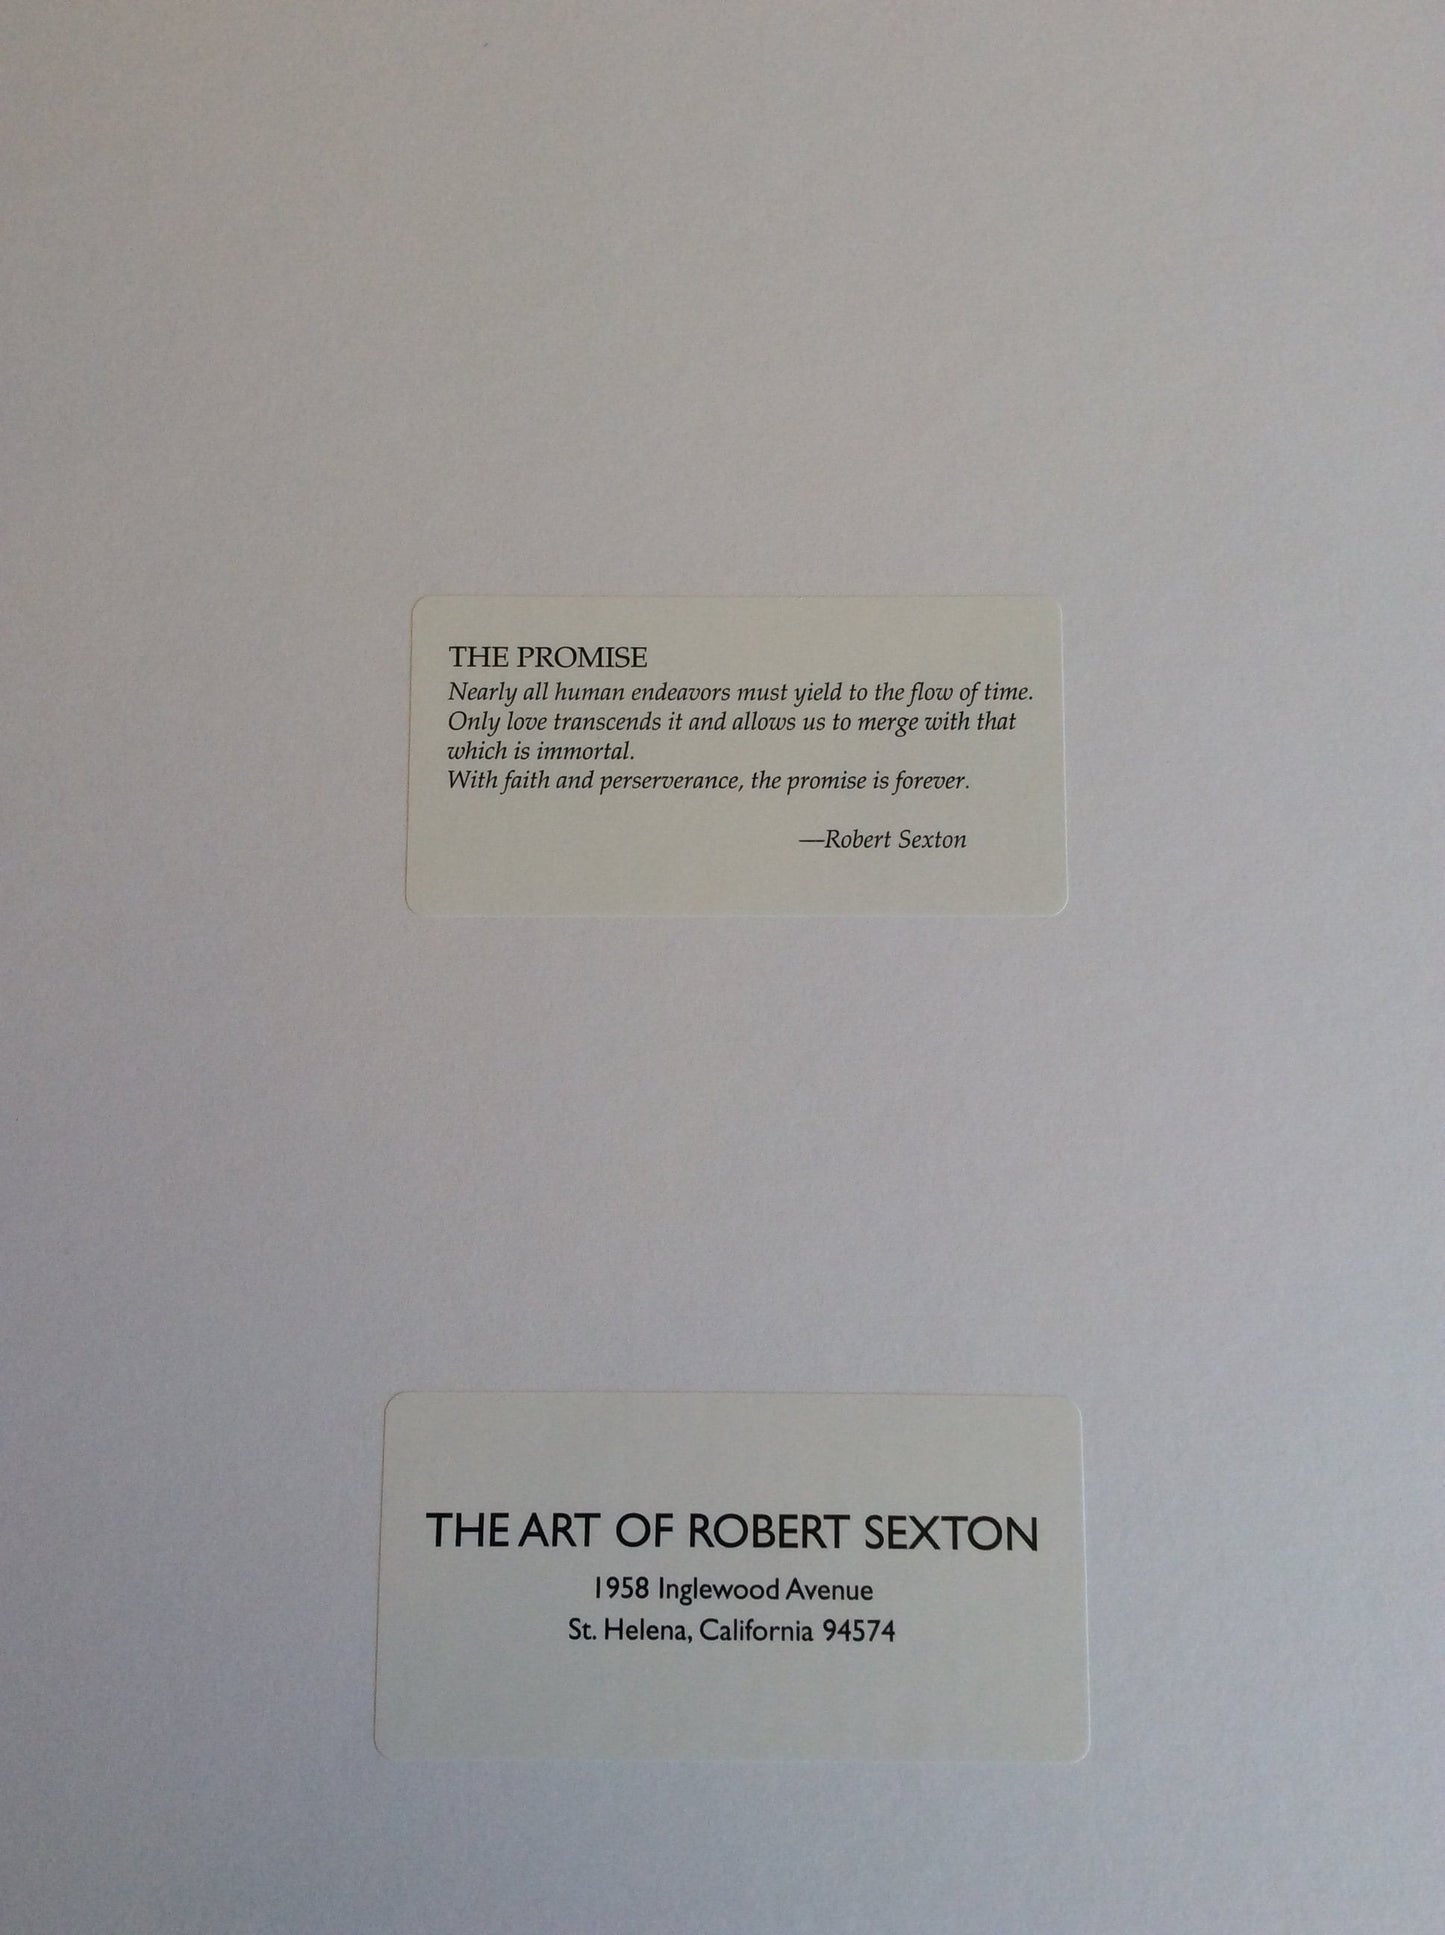 THE PROMISE
Nearly all human endeavors must yield to the flow of time.
Only love transcends it and allows us to merge with that
which is immortal.
With faith and perserverance, the promise is forever.
—Robert Sexton
THE ART OF ROBERT SEXTON
1958 Inglewood Avenue
St. Helena, California 94574